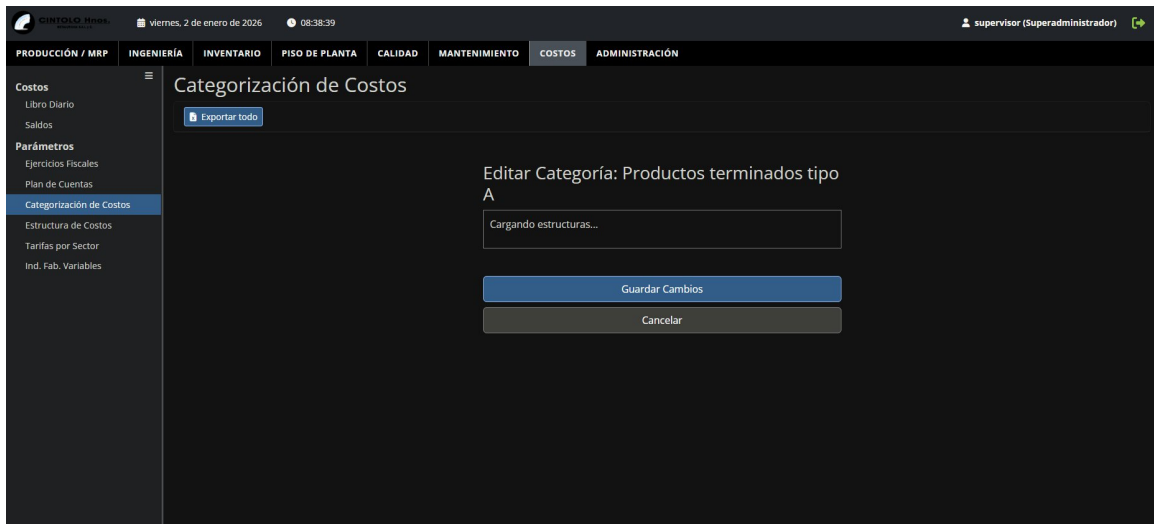 CINTOLO Hnos.
viernes, 2 de enero de 2026
08:38:39
supervisor (Superadministrador)
PRODUCCIÓN / MRP
INGENIERÍA
INVENTARIO
PISO DE PLANTA
CALIDAD
MANTENIMIENTO
COSTOS
ADMINISTRACIÓN
Costos
Libro Diario
Saldos
Parámetros
Ejercicios Fiscales
Plan de Cuentas
Categorización de Costos
Estructura de Costos
Tarifas por Sector
Ind. Fab. Variables
Categorización de Costos
Exportar todo
Editar Categoría: Productos terminados tipo
A
Cargando estructuras...
Guardar Cambios
Cancelar